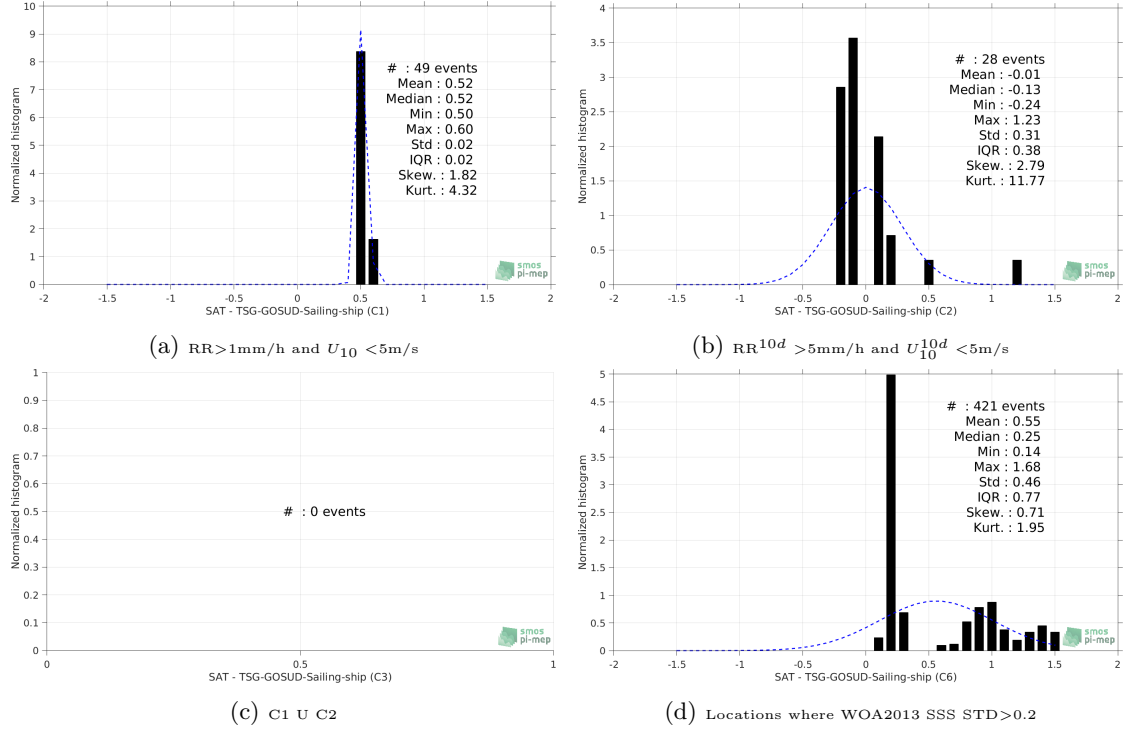 10
9
8
7
6
5
4
3
2
1
0
Normalized histogram
-2
-1.5
-1
-0.5
0
0.5
1
1.5
2
SAT - TSG-GOSUD-Sailing-ship (C1)
# : 49 events
Mean : 0.52
Median : 0.52
Min : 0.50
Max : 0.60
Std : 0.02
IQR : 0.02
Skew. : 1.82
Kurt. : 4.32
smos
pi-mep
(a) RR>1mm/h and U10 <5m/s
4
3.5
3
2.5
2
1.5
1
0.5
0
Normalized histogram
-2
-1.5
-1
-0.5
0
0.5
1
1.5
2
SAT - TSG-GOSUD-Sailing-ship (C2)
# : 28 events
Mean : -0.01
Median : -0.13
Min : -0.24
Max : 1.23
Std : 0.31
IQR : 0.38
Skew. : 2.79
Kurt. : 11.77
smos
pi-mep
(b) RR10d >5mm/h and U10d10 <5m/s
1
0.9
0.8
0.7
0.6
0.5
0.4
0.3
0.2
0.1
0
Normalized histogram
0
0.5
1
SAT - TSG-GOSUD-Sailing-ship (C3)
# : 0 events
smos
pi-mep
(c) C1 U C2
5
4.5
4
3.5
3
2.5
2
1.5
1
0.5
0
Normalized histogram
-2
-1.5
-1
-0.5
0
0.5
1
1.5
2
SAT - TSG-GOSUD-Sailing-ship (C6)
# : 421 events
Mean : 0.55
Median : 0.25
Min : 0.14
Max : 1.68
Std : 0.46
IQR : 0.77
Skew. : 0.71
Kurt. : 1.95
smos
pi-mep
(d) Locations where WOA2013 SSS STD>0.2